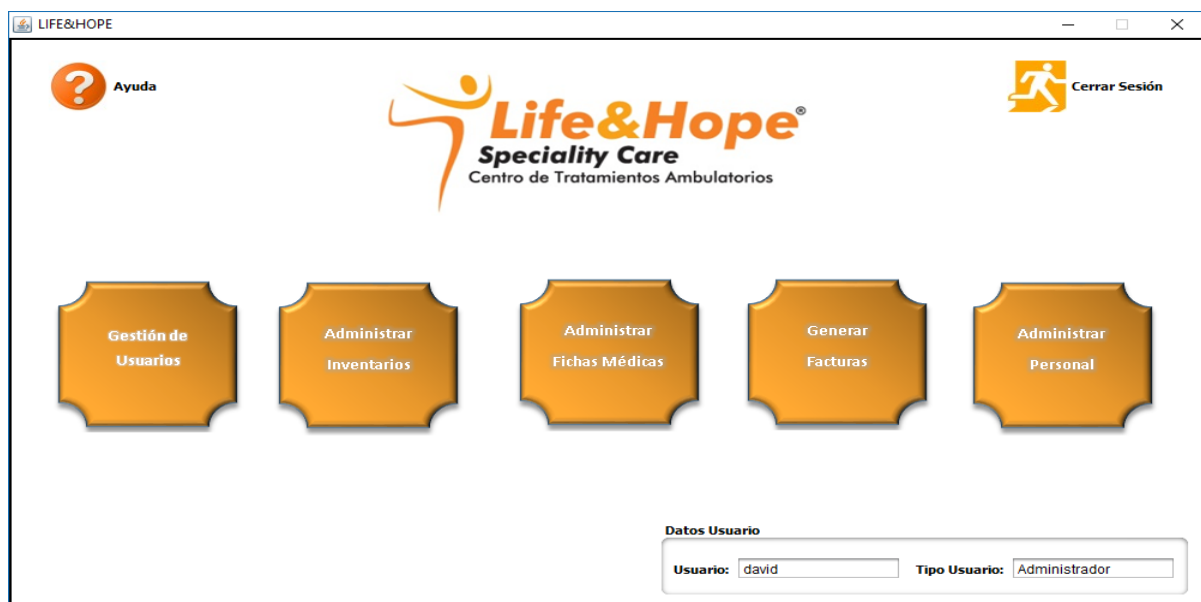 LIFE&HOPE
Ayuda
Cerrar Sesión
Life&Hope®
Speciality Care
Centro de Tratamientos Ambulatorios
Gestión de
Usuarios
Administrar
Inventarios
Administrar
Fichas Médicas
Generar
Facturas
Administrar
Personal
Datos Usuario
Usuario: david Tipo Usuario: Administrador